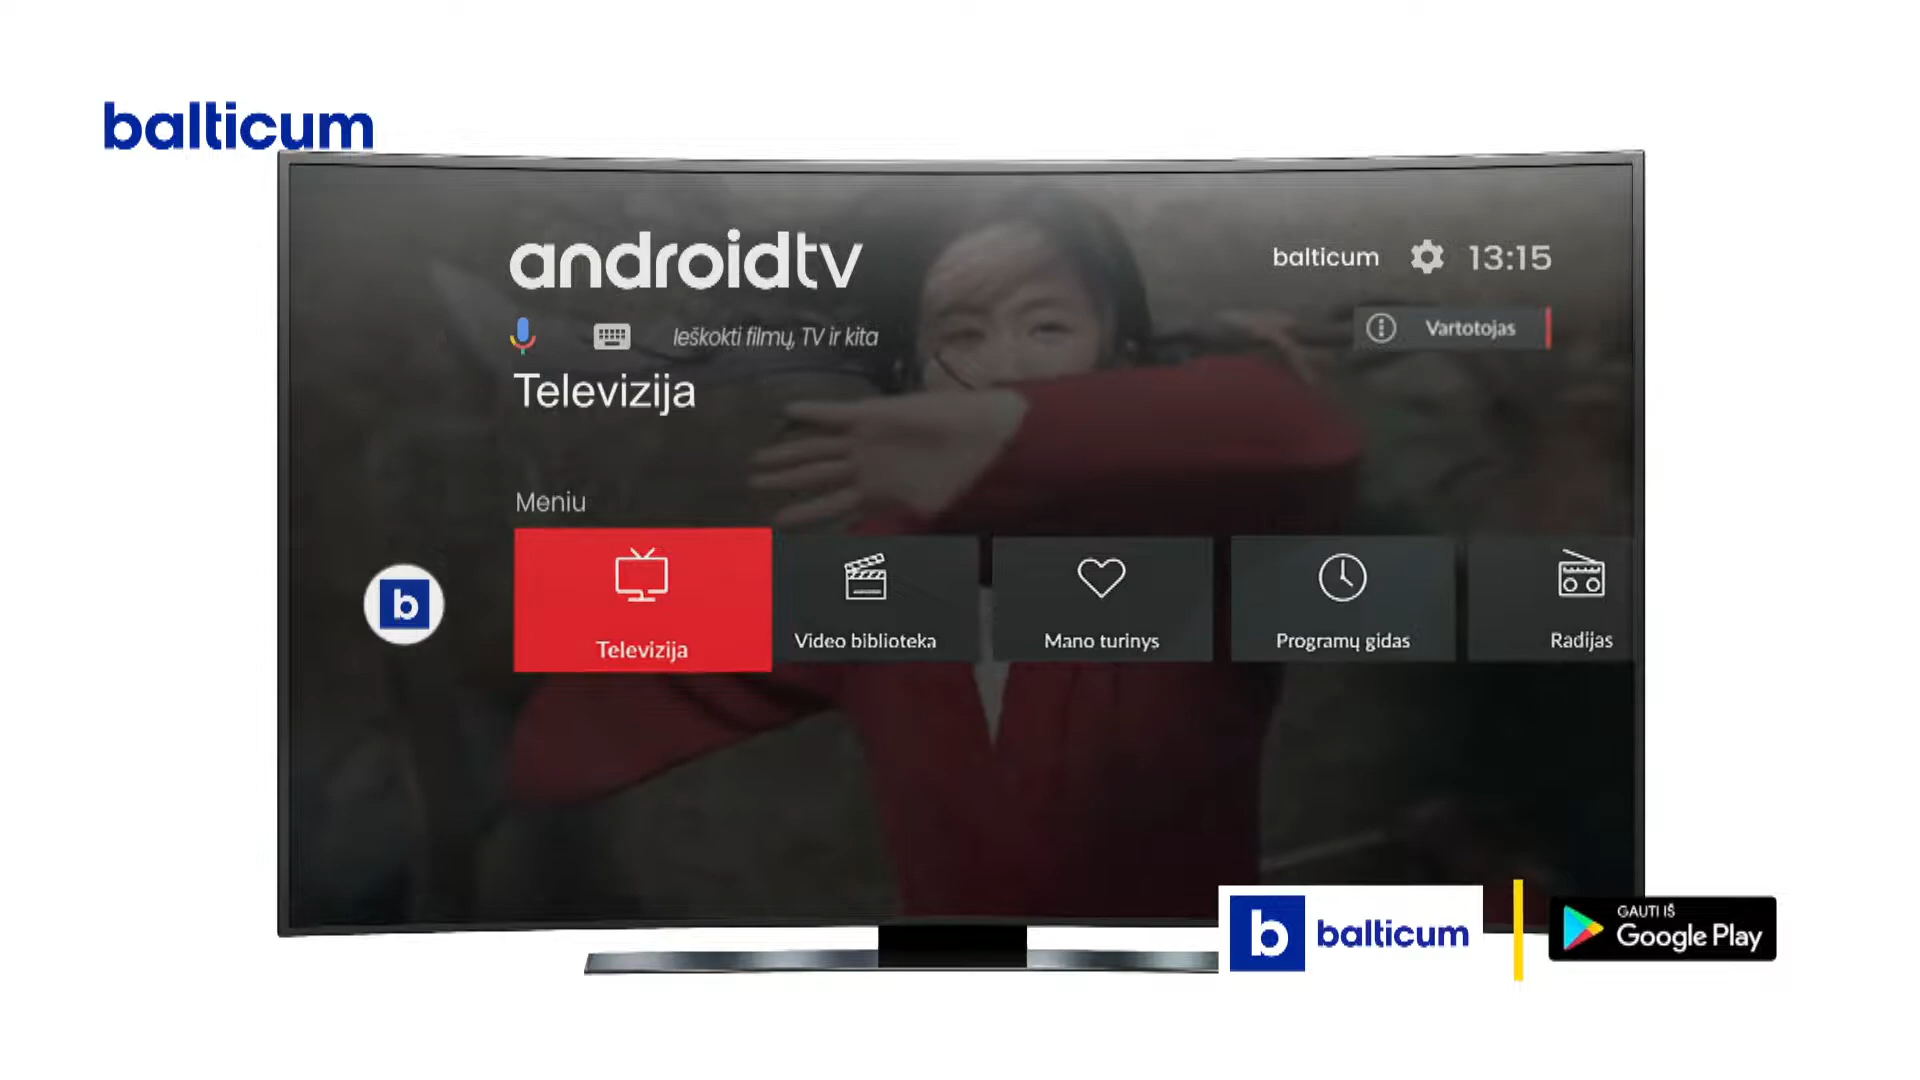 balticum
androidtv
balticum
13:15
Ieškokti filmų, TV ir kita
Vartotojas
Televizija
Meniu
b
Televizija
Video biblioteka
Mano turinys
Programų gidas
Radijas
b balticum
GAUTI IŠ
Google Play